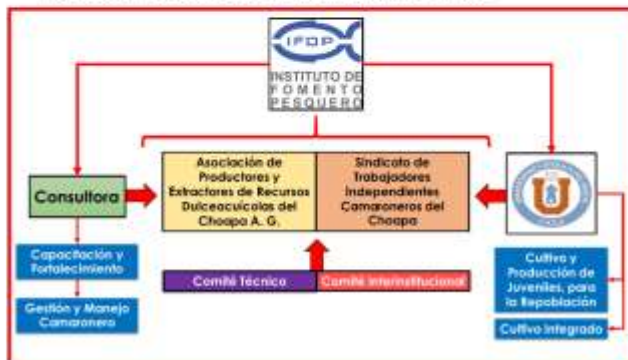 IFOP
INSTITUTO DE
FOMENTO
PESQUERO
Consultora
Asociación de
Productores y
Extractores de Recursos
Dulceacuícolas del
Choapa A. G.
Sindicato de
Trabajadores
Independientes
Camaroneros del
Choapa
Capacitación y
Fortalecimiento
Gestión y Manejo
Camaronero
Comité Técnico
Comité Interinstitucional
Cultivo y
Producción de
Juveniles, para
la Repoblación
Cultivo Integrado